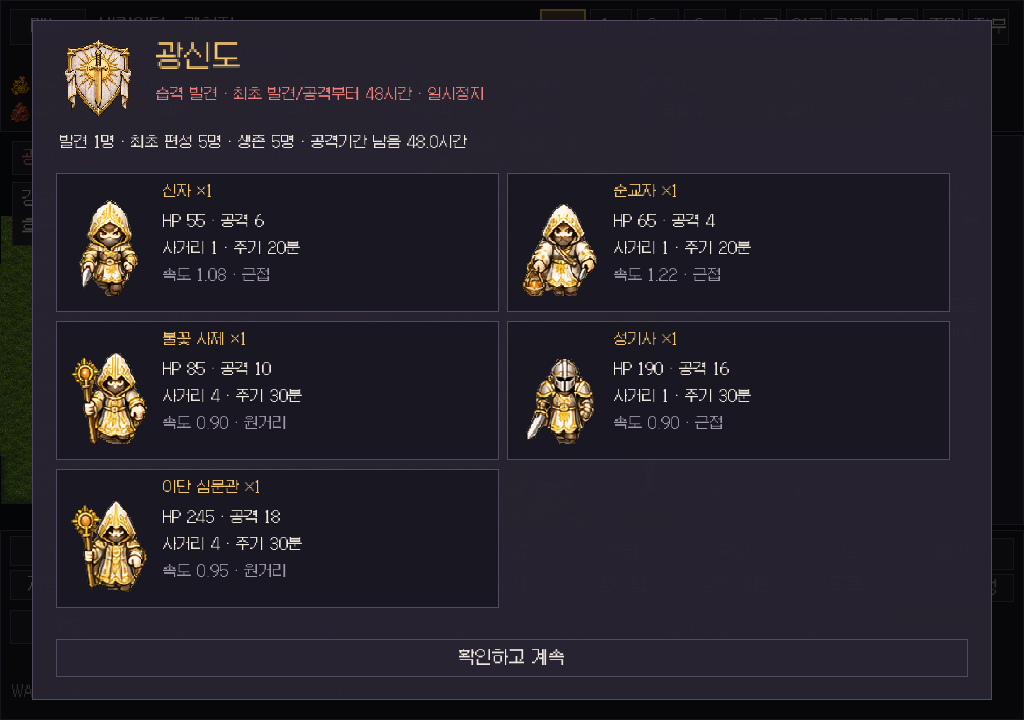 광신도
습격 발견 · 최초 발견/공격부터 48시간 · 일시정지
발견 1명 · 최초 편성 5명 · 생존 5명 · 공격기간 남음 48.0시간
신자 ×1
HP 55 · 공격 6
사거리 1 · 주기 20분
속도 1.08 · 근접
순교자 ×1
HP 65 · 공격 4
사거리 1 · 주기 20분
속도 1.22 · 근접
불꽃 사제 ×1
HP 85 · 공격 10
사거리 4 · 주기 30분
속도 0.90 · 원거리
성기사 ×1
HP 190 · 공격 16
사거리 1 · 주기 30분
속도 0.90 · 근접
이단 심문관 ×1
HP 245 · 공격 18
사거리 4 · 주기 30분
속도 0.95 · 원거리
확인하고 계속